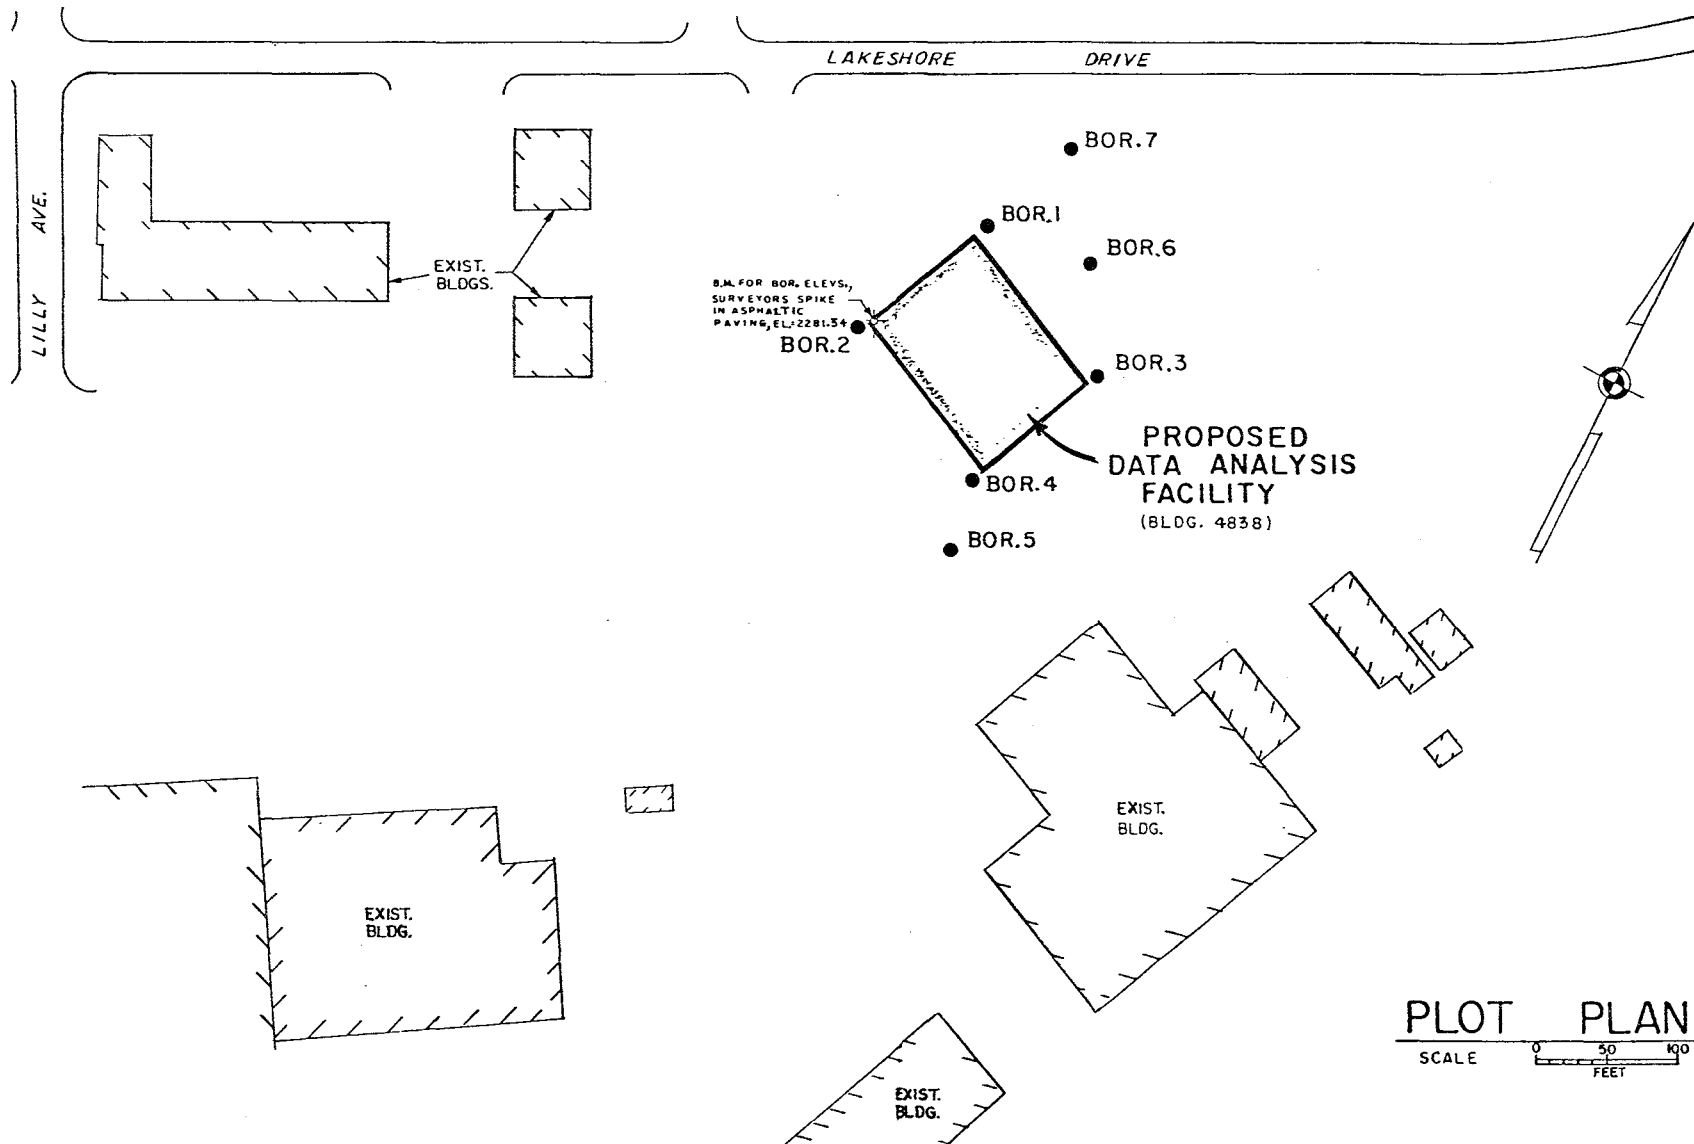 LAKESHORE DRIVE
LILLY AVE.
BOR.7
BOR.1
BOR.6
EXIST.
BLDGS.
B.M. FOR BOR. ELEVS.,
SURVEYORS SPIKE
IN ASPHALTIC
PAVING, EL.=2281.54
BOR.2
BOR.3
PROPOSED
DATA ANALYSIS
FACILITY
(BLDG. 4838)
BOR.4
BOR.5
EXIST.
BLDG.
EXIST.
BLDG.
EXIST.
BLDG.
PLOT PLAN
SCALE
0 50 100
FEET